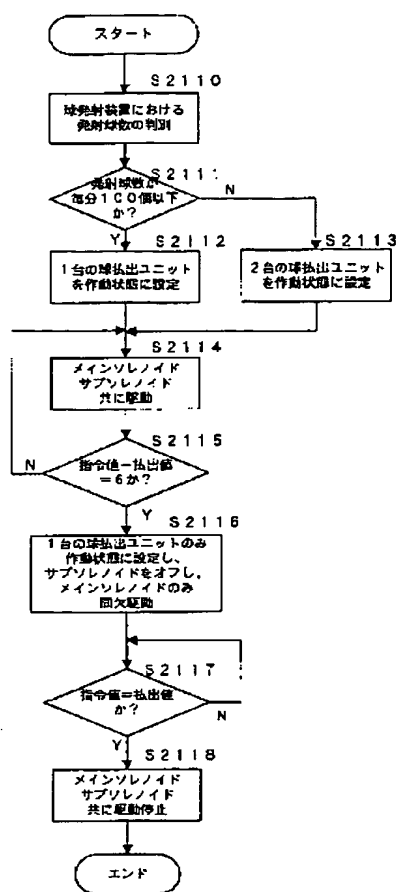 スタート
S2110
球発射装置における
発射球数の判別
S2111
発射球数が
毎分100個以下
か?
N
Y
S2112
1台の球払出ユニット
を作動状態に設定
S2113
2台の球払出ユニット
を作動状態に設定
S2114
メインソレノイド
サブソレノイド
共に駆動
S2115
指令値−払出値
=6か?
N
Y
S2116
1台の球払出ユニットのみ
作動状態に設定し、
サブソレノイドをオフし、
メインソレノイドのみ
間欠駆動
S2117
指令値=払出値
か?
N
Y
S2118
メインソレノイド
サブソレノイド
共に駆動停止
エンド